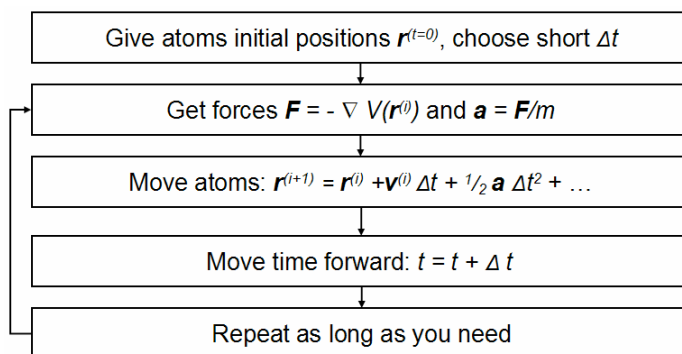 Give atoms initial positions r⁽ᵗ⁼⁰⁾, choose short Δt
Get forces F = - ∇ V(r⁽ⁱ⁾) and a = F/m
Move atoms: r⁽ⁱ⁺¹⁾ = r⁽ⁱ⁾ +v⁽ⁱ⁾ Δt + ¹/₂ a Δt² + …
Move time forward: t = t + Δ t
Repeat as long as you need